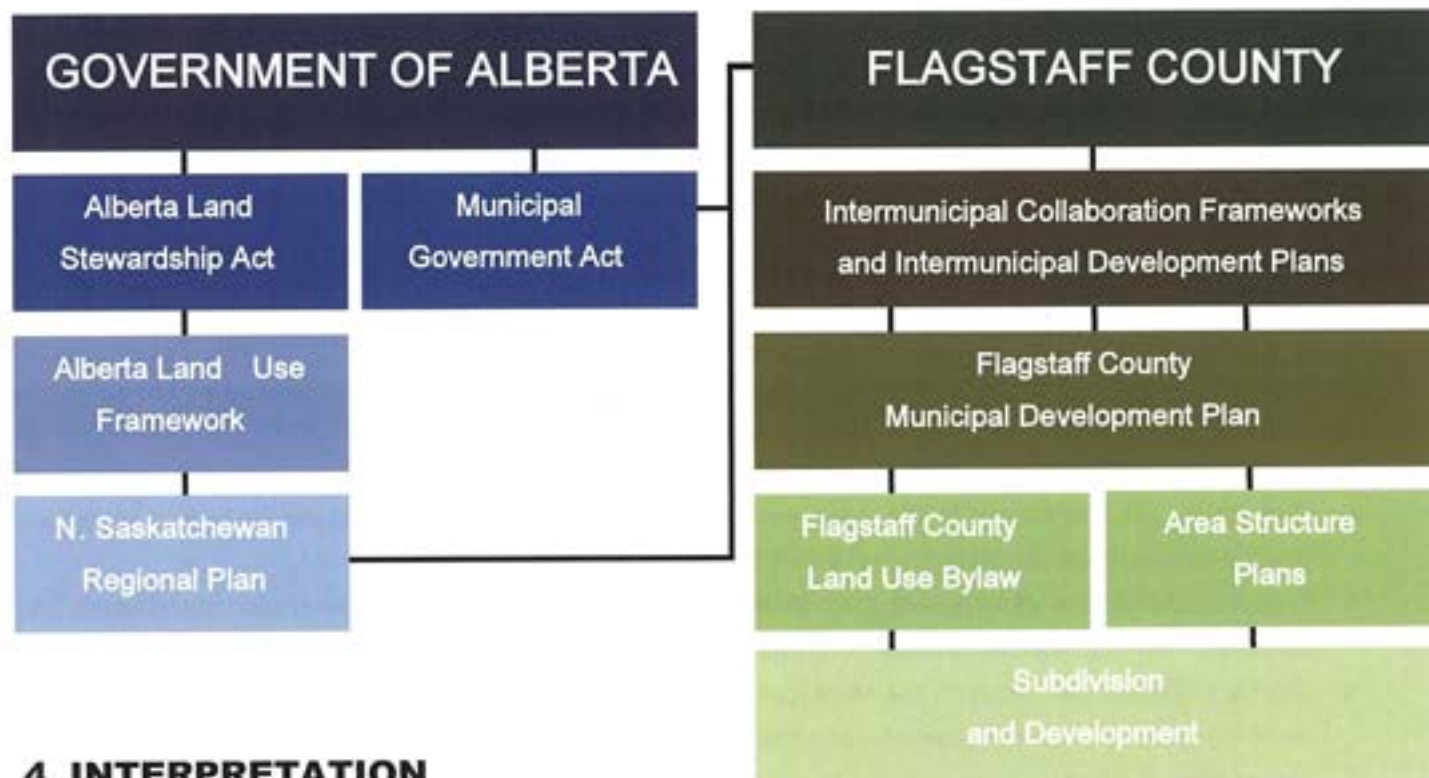 GOVERNMENT OF ALBERTA
Alberta Land
Stewardship Act
Municipal
Government Act
Alberta Land Use
Framework
N. Saskatchewan
Regional Plan
FLAGSTAFF COUNTY
Intermunicipal Collaboration Frameworks
and Intermunicipal Development Plans
Flagstaff County
Municipal Development Plan
Flagstaff County
Land Use Bylaw
Area Structure
Plans
Subdivision
and Development
4 INTERPRETATION